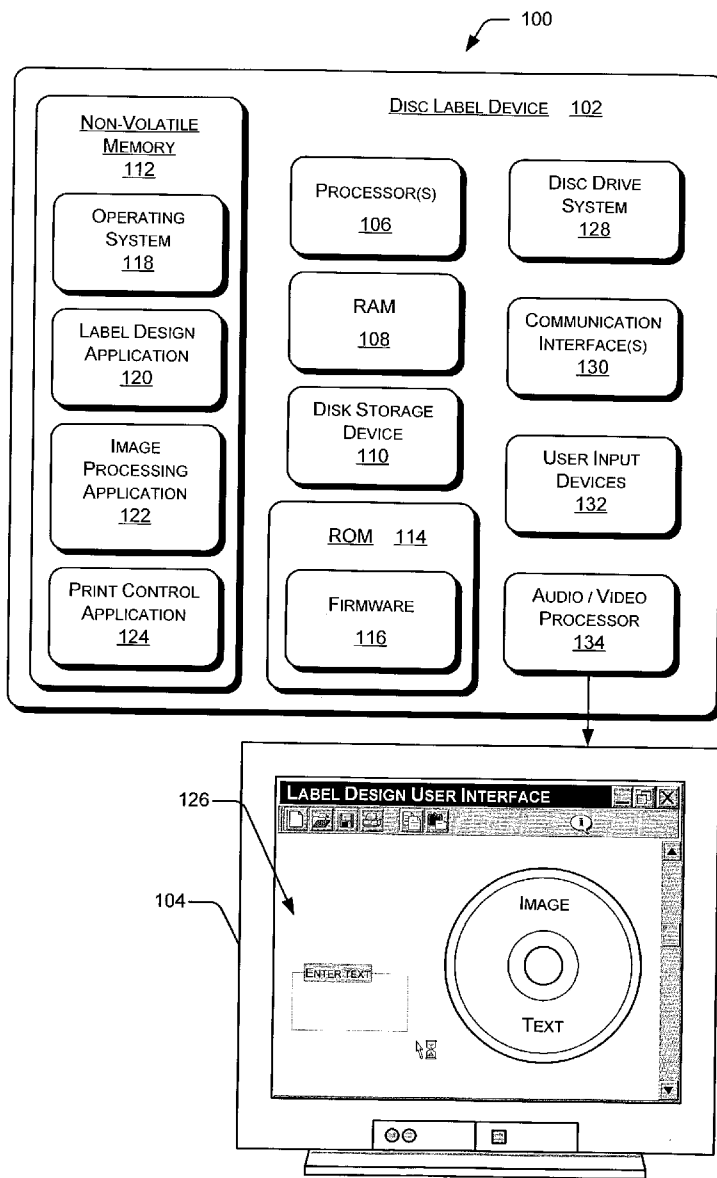 100
DISC LABEL DEVICE 102
NON-VOLATILE
MEMORY
112
OPERATING
SYSTEM
118
LABEL DESIGN
APPLICATION
120
IMAGE
PROCESSING
APPLICATION
122
PRINT CONTROL
APPLICATION
124
PROCESSOR(S)
106
RAM
108
DISK STORAGE
DEVICE
110
ROM 114
FIRMWARE
116
DISC DRIVE
SYSTEM
128
COMMUNICATION
INTERFACE(S)
130
USER INPUT
DEVICES
132
AUDIO / VIDEO
PROCESSOR
134
126
104
LABEL DESIGN USER INTERFACE
i
ENTER TEXT
IMAGE
TEXT